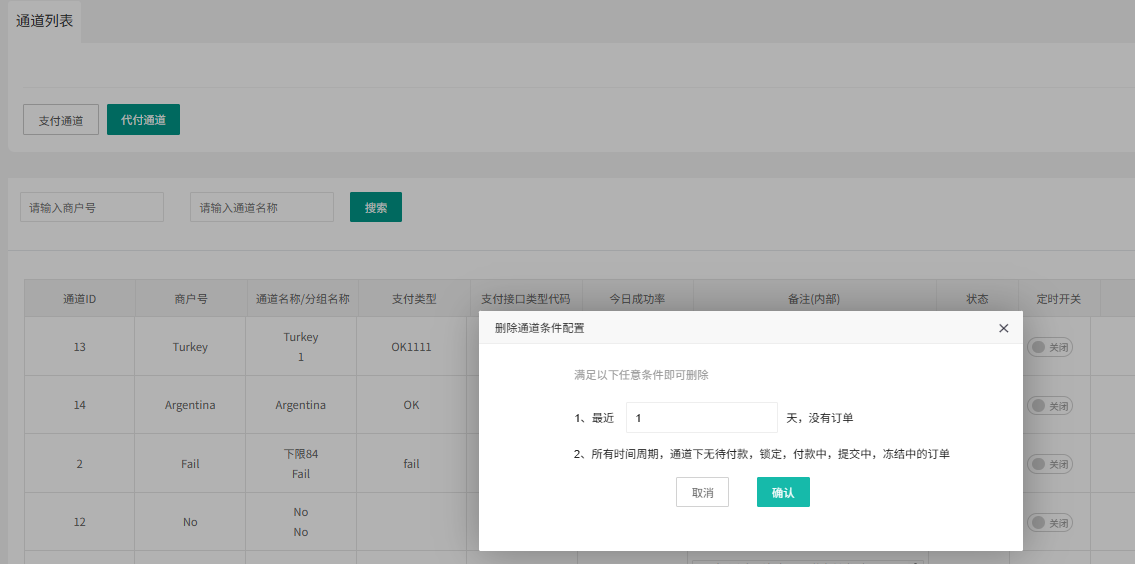 通道列表
支付通道 代付通道
请输入商户号 请输入通道名称 搜索
通道ID 商户号 通道名称/分组名称 支付类型 支付接口类型代码 今日成功率 备注(内部) 状态 定时开关
删除通道条件配置
13 Turkey Turkey OK1111 关闭
1
满足以下任意条件即可删除
14 Argentina Argentina OK 关闭
1、最近 1 天，没有订单
2、所有时间周期，通道下无待付款，锁定，付款中，提交中，冻结中的订单
2 Fail 下限84 fail 关闭
Fail
取消 确认
12 No No 关闭
No